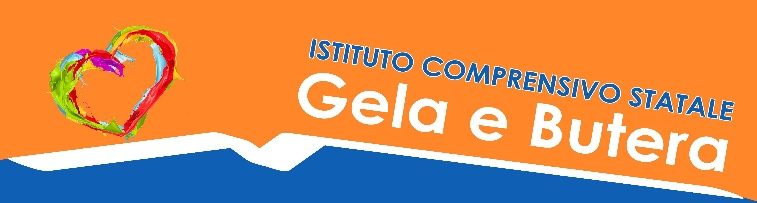 ISTITUTO COMPRENSIVO STATALE
Gela e Butera